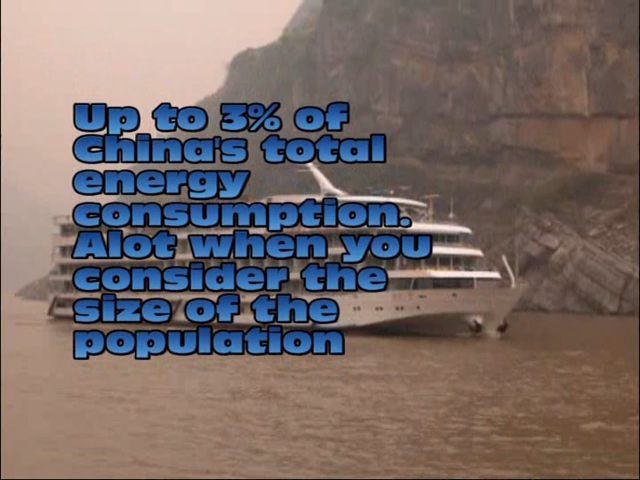 Up to 3% of
China's total
energy
consumption.
Alot when you
consider the
size of the
population